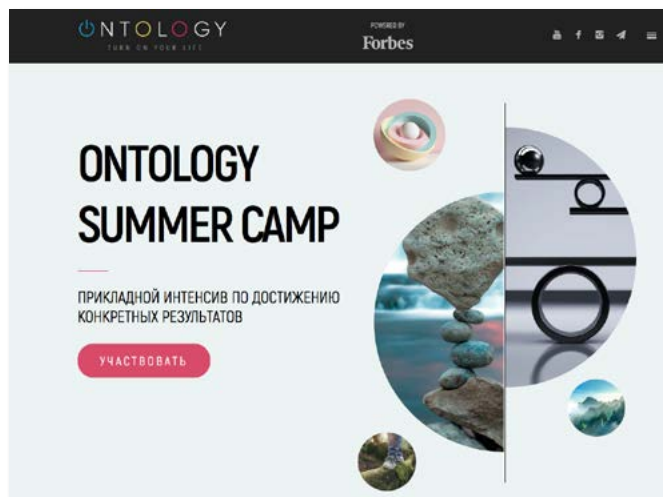 ONTOLOGY
TURN ON YOUR LIFE
POWERED BY
Forbes
ONTOLOGY
SUMMER CAMP
ПРИКЛАДНОЙ ИНТЕНСИВ ПО ДОСТИЖЕНИЮ
КОНКРЕТНЫХ РЕЗУЛЬТАТОВ
УЧАСТВОВАТЬ